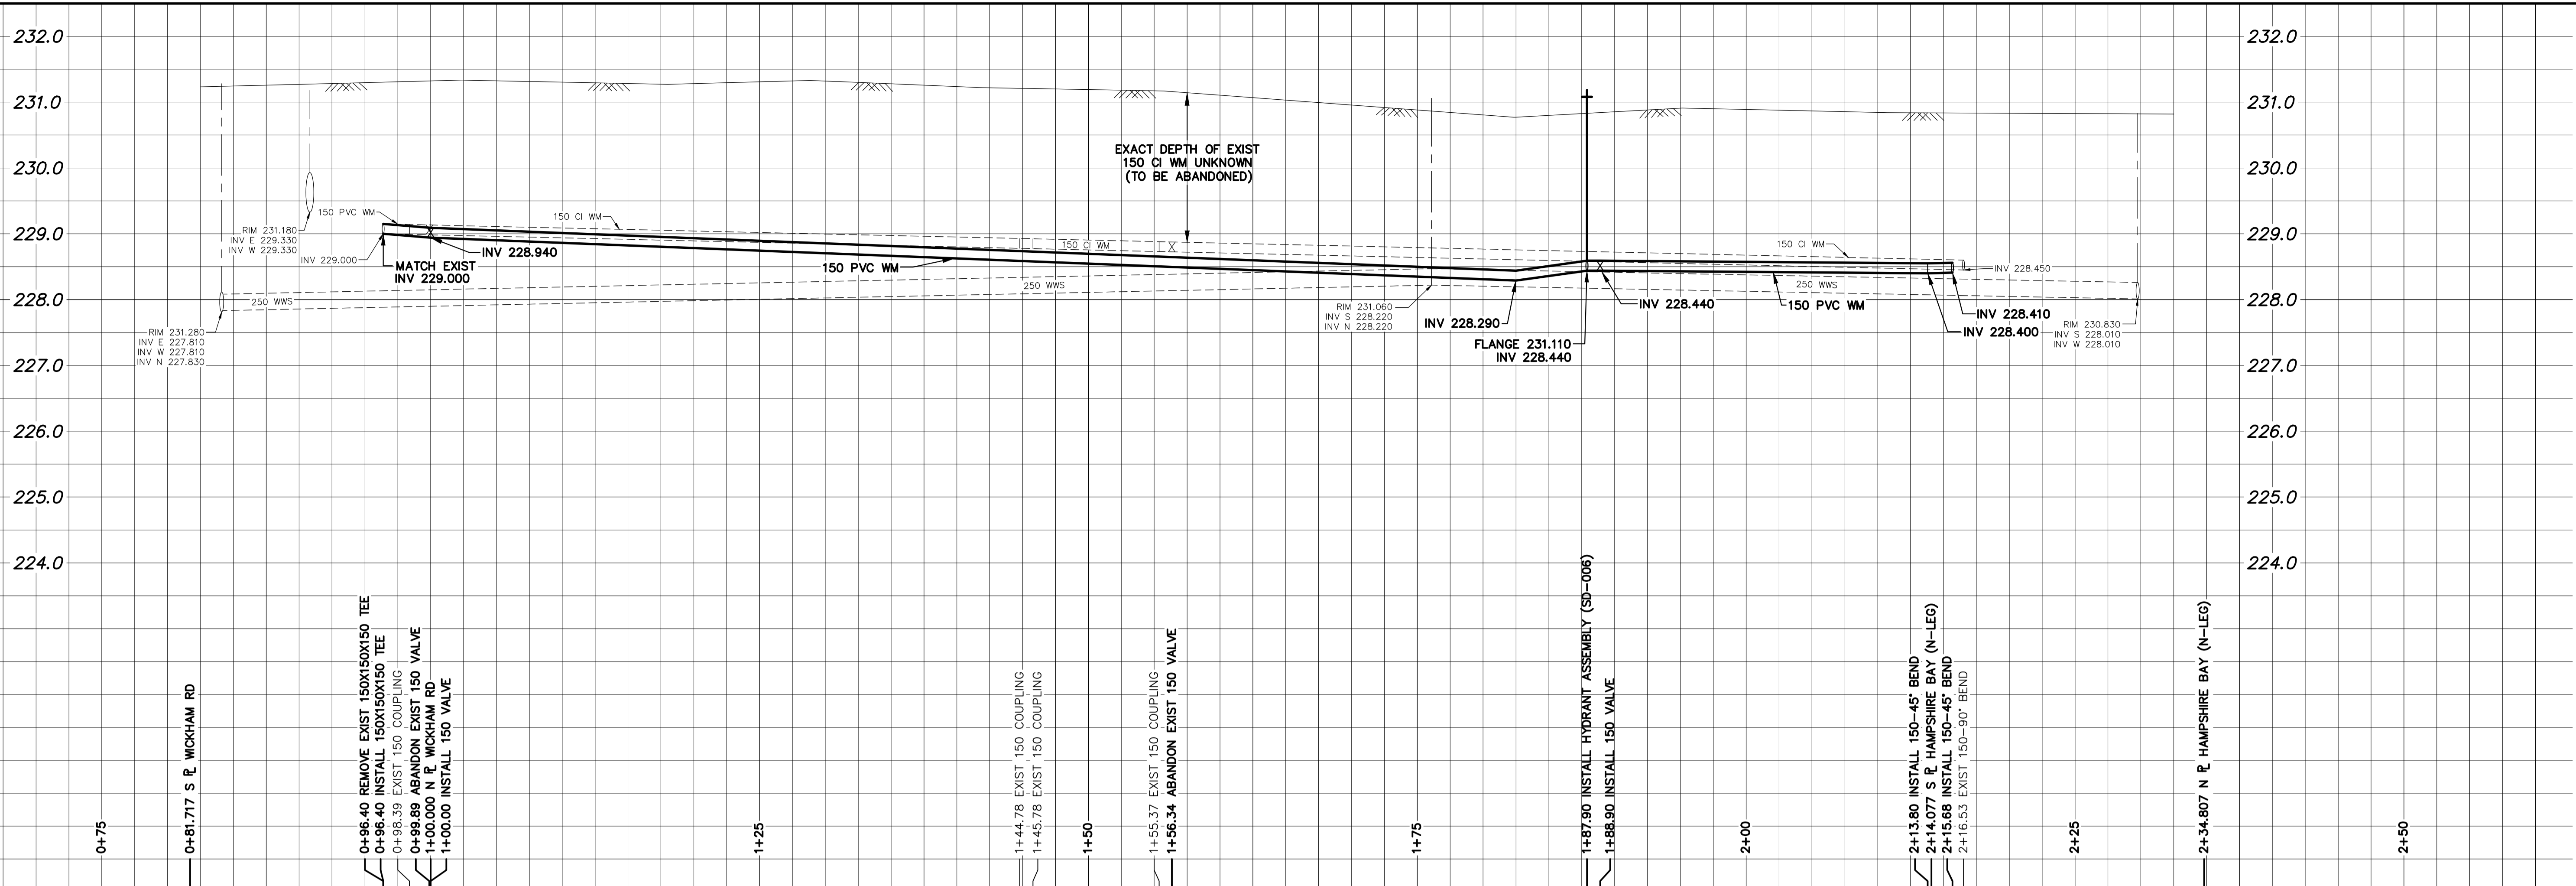 232.0
231.0
230.0
229.0
228.0
227.0
226.0
225.0
224.0
RIM 231.180
INV E 229.330
INV W 229.330
150 PVC WM
INV 229.000
MATCH EXIST
INV 229.000
INV 228.940
150 CI WM
250 WWS
RIM 231.280
INV E 227.810
INV W 227.810
INV N 227.830
150 PVC WM
EXACT DEPTH OF EXIST
150 CI WM UNKNOWN
(TO BE ABANDONED)
150 CI WM
250 WWS
RIM 231.060
INV S 228.220
INV N 228.220
INV 228.290
FLANGE 231.110
INV 228.440
INV 228.440
150 CI WM
250 WWS
150 PVC WM
INV 228.450
INV 228.410
INV 228.400
RIM 230.830
INV S 228.010
INV W 228.010
232.0
231.0
230.0
229.0
228.0
227.0
226.0
225.0
224.0
0+75
0+81.717 S PL WICKHAM RD
0+96.40 REMOVE EXIST 150X150X150X150 TEE
0+96.40 INSTALL 150X150X150 TEE
0+98.39 EXIST 150 COUPLING
0+99.89 ABANDON EXIST 150 VALVE
1+00.000 N PL WICKHAM RD
1+00.00 INSTALL 150 VALVE
1+25
1+44.78 EXIST 150 COUPLING
1+45.78 EXIST 150 COUPLING
1+50
1+55.37 EXIST 150 COUPLING
1+56.34 ABANDON EXIST 150 VALVE
1+75
1+87.90 INSTALL HYDRANT ASSEMBLY (SD-006)
1+88.90 INSTALL 150 VALVE
2+00
2+13.80 INSTALL 150-45° BEND
2+14.077 S PL HAMPSHIRE BAY (N-LEG)
2+15.68 INSTALL 150-45° BEND
2+16.53 EXIST 150-90° BEND
2+25
2+34.807 N PL HAMPSHIRE BAY (N-LEG)
2+50